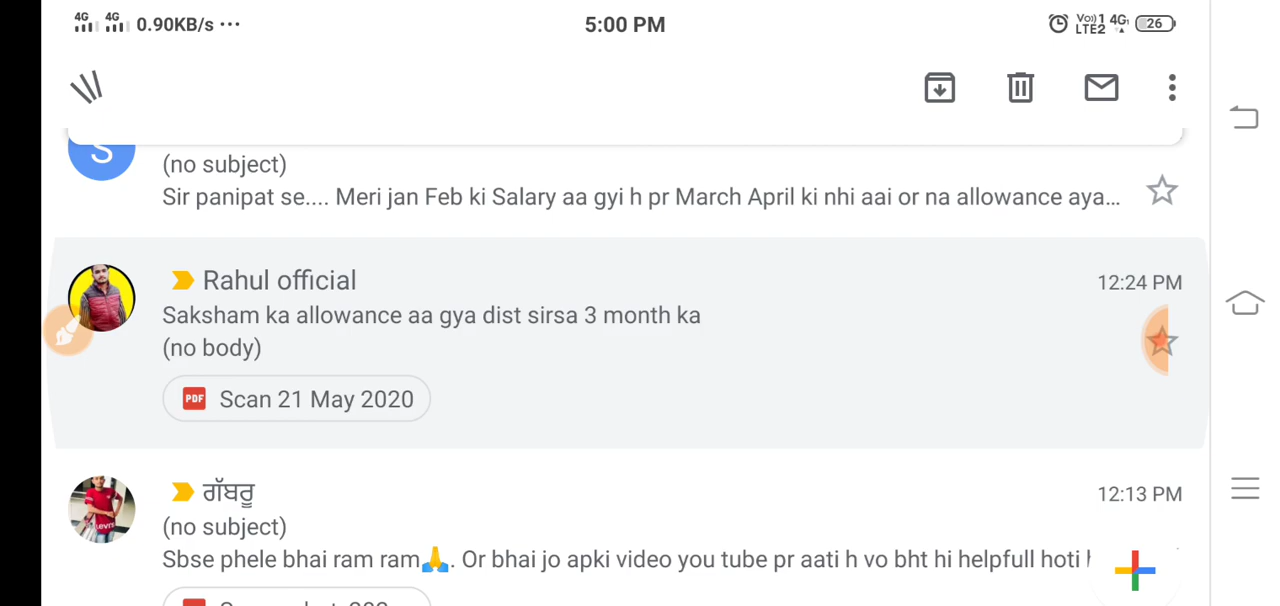 4G 4G 0.90KB/s ...
5:00 PM
Vo)) 1 4G
LTE2
26
S
(no subject)
Sir panipat se.... Meri jan Feb ki Salary aa gyi h pr March April ki nhi aai or na allowance aya...
Rahul official
12:24 PM
Saksham ka allowance aa gya dist sirsa 3 month ka
(no body)
PDF Scan 21 May 2020
ਗੱਬਰੂ
12:13 PM
(no subject)
Sbse phele bhai ram ram🙏. Or bhai jo apki video you tube pr aati h vo bht hi helpfull hoti